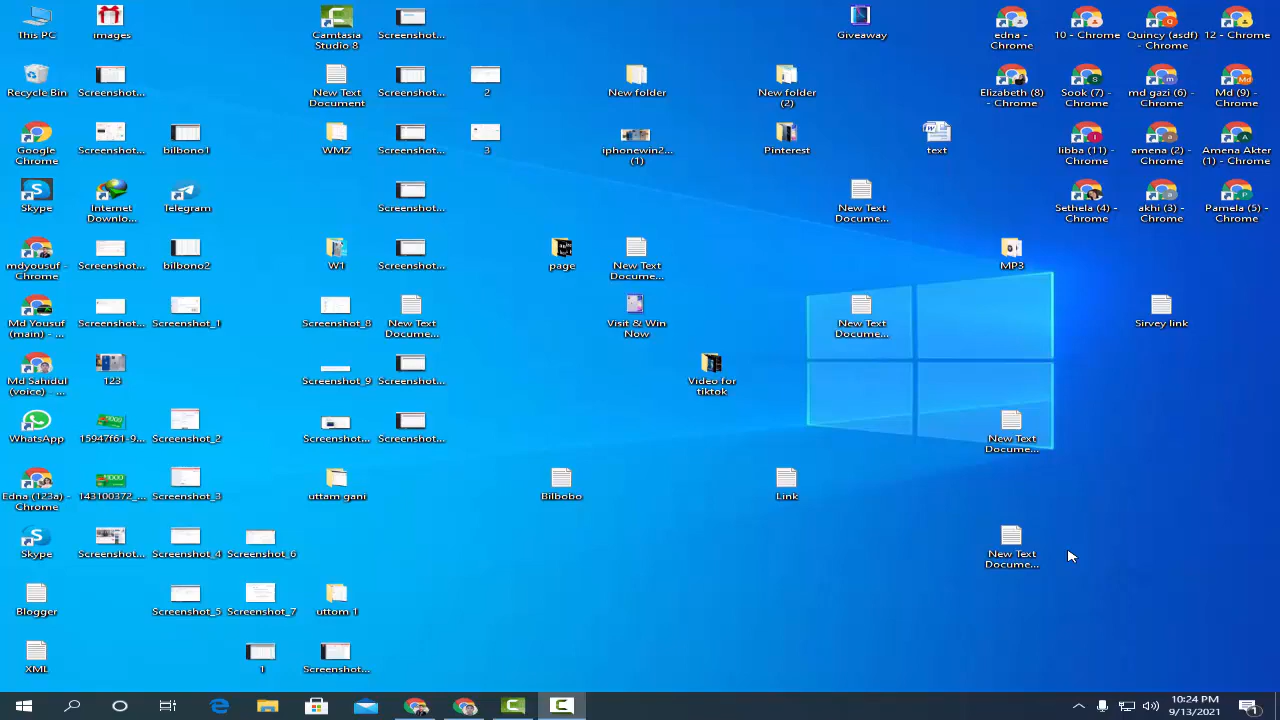 This PC
images
Camtasia
Studio 8
Screenshot...
Giveaway
edna -
Chrome
10 - Chrome
Quincy (asdf)
- Chrome
12 - Chrome
Recycle Bin
Screenshot...
New Text
Document
Screenshot...
2
New folder
New folder
(2)
Elizabeth (8)
- Chrome
Sook (7) -
Chrome
md gazi (6) -
Chrome
Md (9) -
Chrome
Google
Chrome
Screenshot...
bilbono1
WMZ
Screenshot...
3
iphonewin2...
(1)
Pinterest
text
libba (11) -
Chrome
amena (2) -
Chrome
Amena Akter
(1) - Chrome
Skype
Internet
Downlo...
Telegram
Screenshot...
New Text
Docume...
Sethela (4) -
Chrome
akhi (3) -
Chrome
Pamela (5) -
Chrome
mdyousuf -
Chrome
Screenshot...
bilbono2
W1
Screenshot...
page
New Text
Docume...
MP3
Md Yousuf
(main) - ...
Screenshot...
Screenshot_1
Screenshot_8
New Text
Docume...
Visit & Win
Now
New Text
Docume...
Sirvey link
Md Sahidul
(voice) - ...
123
Screenshot_9
Screenshot...
Video for
tiktok
WhatsApp
15947f61-9...
Screenshot_2
Screenshot...
Screenshot...
New Text
Docume...
Edna (123a) -
Chrome
143100372_...
Screenshot_3
uttam gani
Bilbobo
Link
Skype
Screenshot...
Screenshot_4
Screenshot_6
New Text
Docume...
Blogger
Screenshot_5
Screenshot_7
uttom 1
XML
1
Screenshot...
10:24 PM
9/13/2021
1